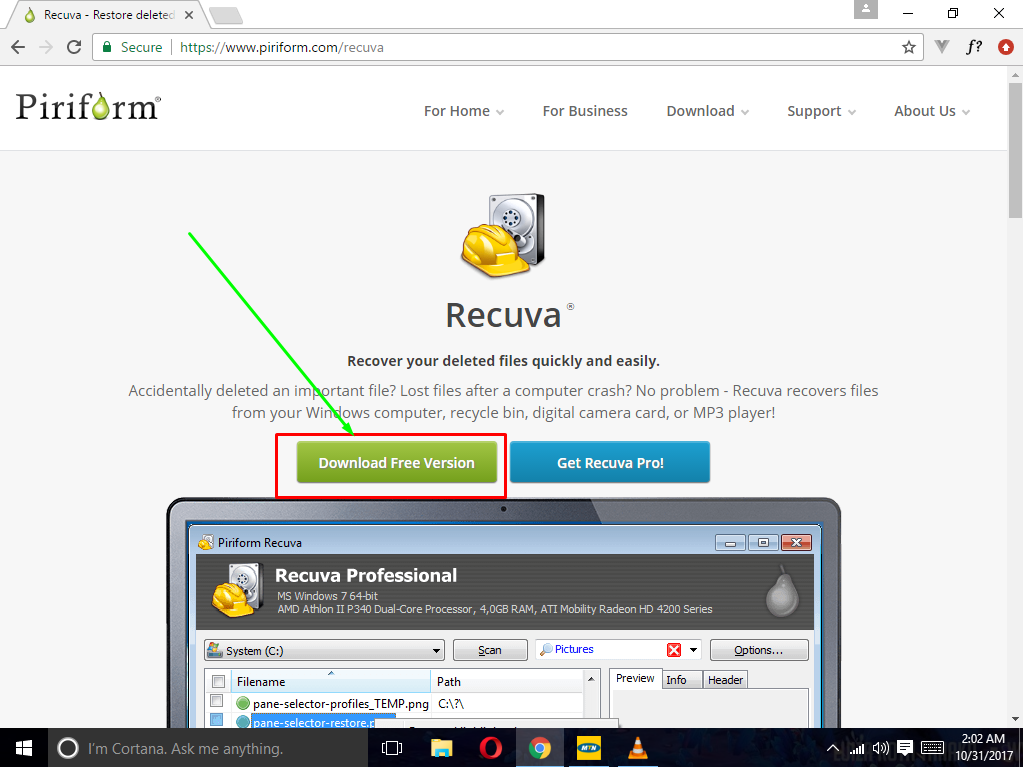 Recuva - Restore deleted
Secure
https://www.piriform.com/recuva
f?
Piriform®
For Home
For Business
Download
Support
About Us
Recuva®
Recover your deleted files quickly and easily.
Accidentally deleted an important file? Lost files after a computer crash? No problem - Recuva recovers files
from your Windows computer, recycle bin, digital camera card, or MP3 player!
Download Free Version
Get Recuva Pro!
Piriform Recuva
Recuva Professional
MS Windows 7 64-bit
AMD Athlon II P340 Dual-Core Processor, 4,0GB RAM, ATI Mobility Radeon HD 4200 Series
System (C:)
Scan
Pictures
Options...
Filename
Path
Preview
Info
Header
pane-selector-profiles_TEMP.png
C:\?\
pane-selector-restore.p
I'm Cortana. Ask me anything.
MTN
2:02 AM
10/31/2017